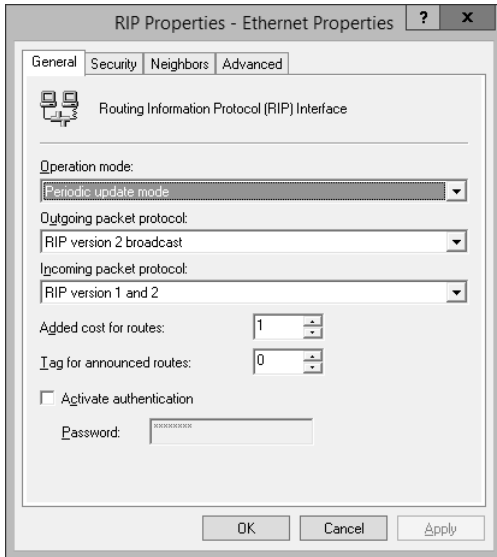 RIP Properties - Ethernet Properties ? x
General Security Neighbors Advanced
Routing Information Protocol (RIP) Interface
Operation mode:
Periodic update mode
Outgoing packet protocol:
RIP version 2 broadcast
Incoming packet protocol:
RIP version 1 and 2
Added cost for routes: 1
Tag for announced routes: 0
Activate authentication
Password: ××××××××
OK Cancel Apply